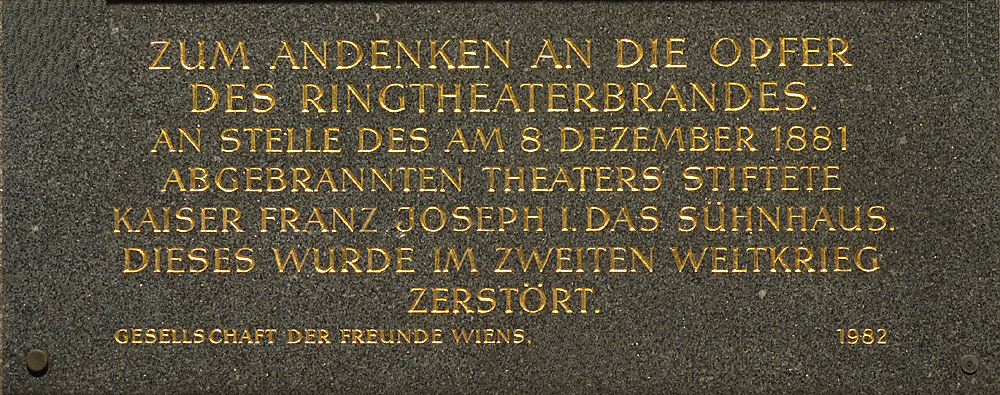 ZUM ANDENKEN AN DIE OPFER
DES RINGTHEATERBRANDES.
AN STELLE DES AM 8. DEZEMBER 1881
ABGEBRANNTEN THEATERS STIFTETE
KAISER FRANZ JOSEPH I. DAS SÜHNHAUS.
DIESES WURDE IM ZWEITEN WELTKRIEG
ZERSTÖRT.
GESELLSCHAFT DER FREUNDE WIENS, 1982